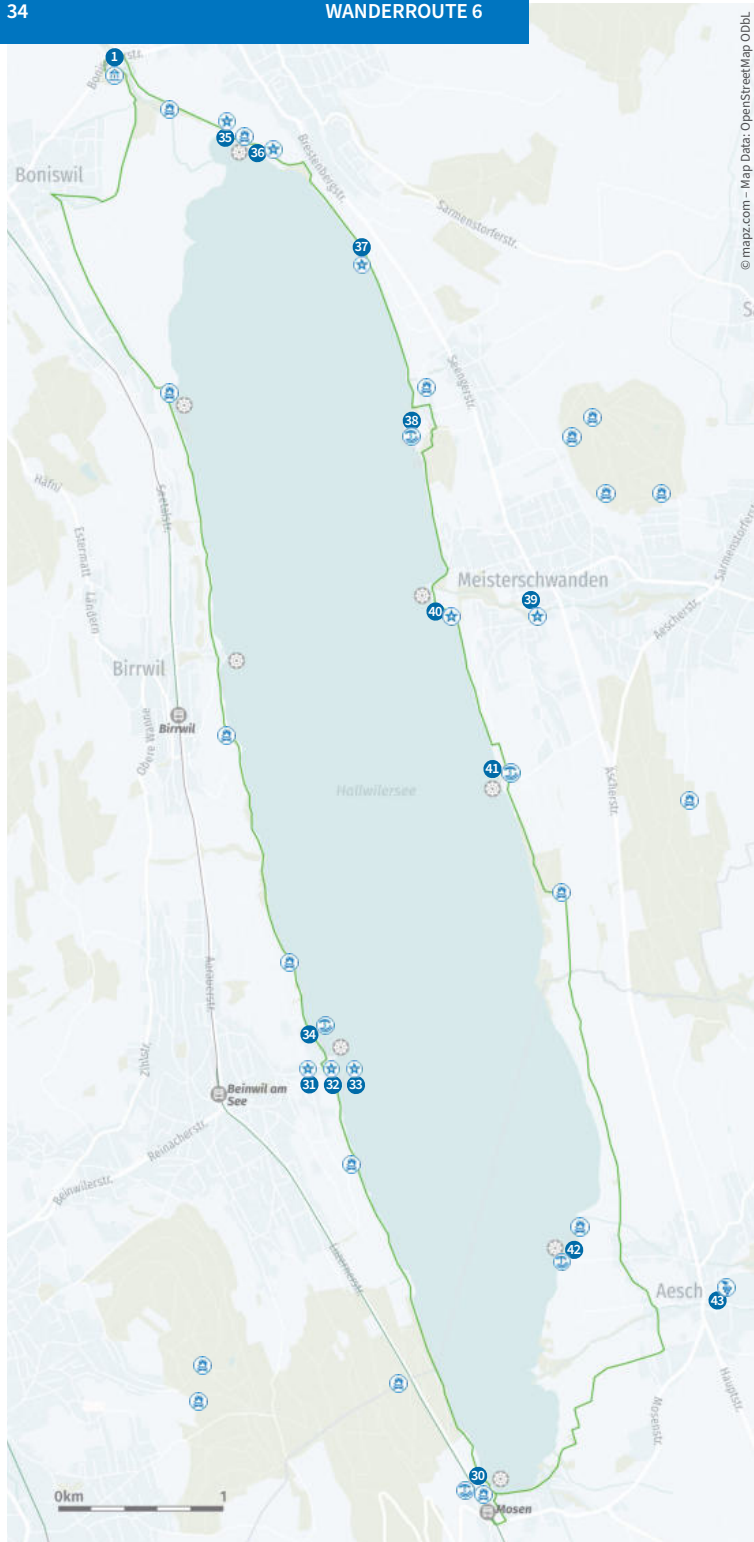 34
WANDERROUTE 6
© mapz.com – Map Data: OpenStreetMap ODbL
1
35
36
Brestenbergstr.
Boniswil
Sarmenstorferstr.
37
Seengerstr.
38
Häfni
Seetalstr.
Estermatt
Ländern
Sarmenstorferstr.
Meisterschwanden
39
40
Aescherstr.
Birrwil
Birrwil
Obere Wanne
41
Hallwilersee
Äscherstr.
Aarauerstr.
34
31
32
33
Zihlstr.
Beinwil am
See
Reinacherstr.
Beinwilerstr.
42
Luzernerstr.
Aesch
43
Hauptstr.
Mosenstr.
30
0km
1
Mosen